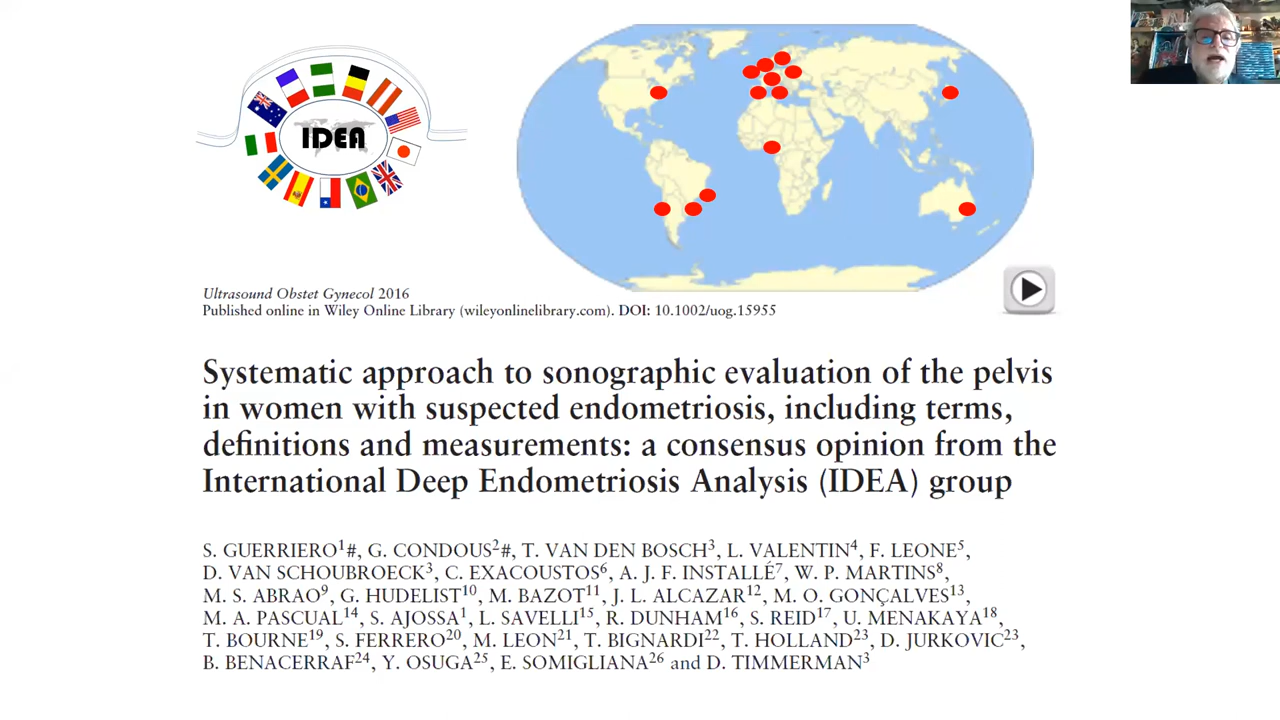 IDEA
Ultrasound Obstet Gynecol 2016
Published online in Wiley Online Library (wileyonlinelibrary.com). DOI: 10.1002/uog.15955
Systematic approach to sonographic evaluation of the pelvis
in women with suspected endometriosis, including terms,
definitions and measurements: a consensus opinion from the
International Deep Endometriosis Analysis (IDEA) group
S. GUERRIERO1#, G. CONDOUS2#, T. VAN DEN BOSCH3, L. VALENTIN4, F. LEONE5,
D. VAN SCHOUBROECK3, C. EXACOUSTOS6, A. J. F. INSTALLÉ7, W. P. MARTINS8,
M. S. ABRAO9, G. HUDELIST10, M. BAZOT11, J. L. ALCAZAR12, M. O. GONÇALVES13,
M. A. PASCUAL14, S. AJOSSA1, L. SAVELLI15, R. DUNHAM16, S. REID17, U. MENAKAYA18,
T. BOURNE19, S. FERRERO20, M. LEON21, T. BIGNARDI22, T. HOLLAND23, D. JURKOVIC23,
B. BENACERRAF24, Y. OSUGA25, E. SOMIGLIANA26 and D. TIMMERMAN3